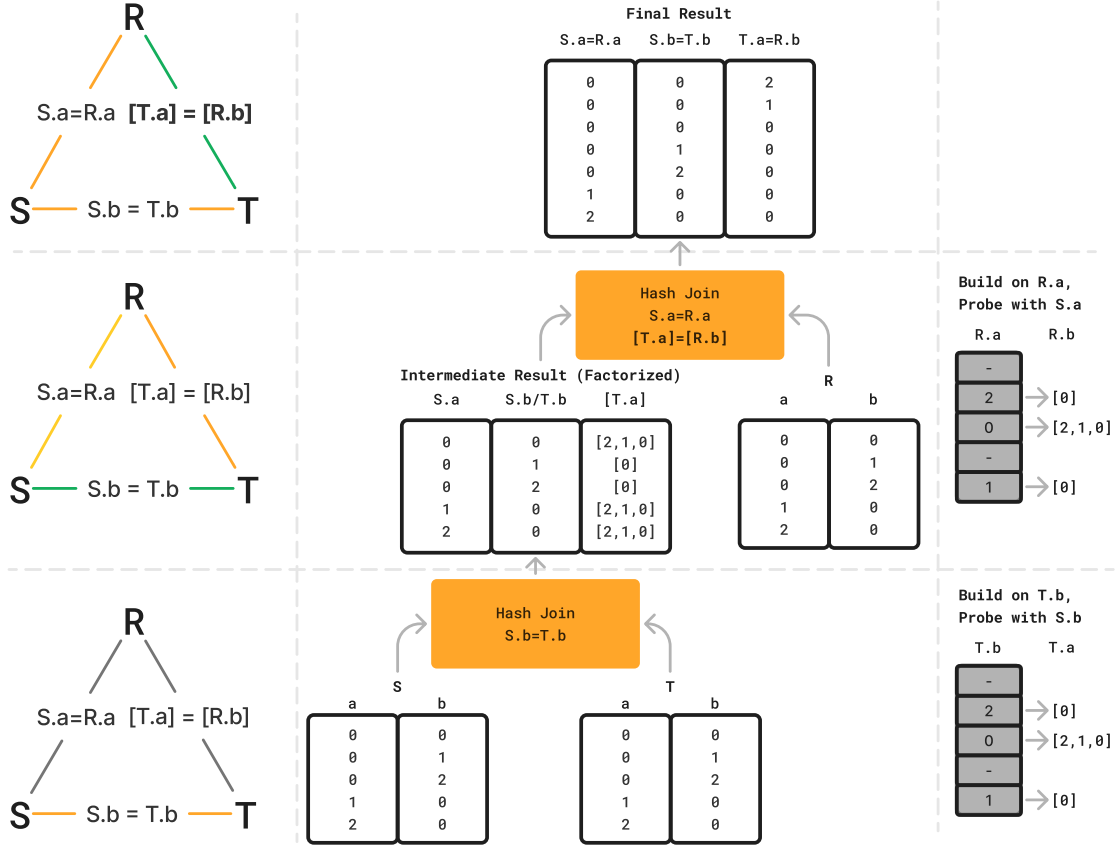 R
S.a=R.a [T.a] = [R.b]
S S.b = T.b T
Final Result
S.a=R.a S.b=T.b T.a=R.b
0 0 2
0 0 1
0 0 0
0 1 0
0 2 0
1 0 0
2 0 0
R
S.a=R.a [T.a] = [R.b]
S S.b = T.b T
Hash Join
S.a=R.a
[T.a]=[R.b]
Intermediate Result (Factorized)
S.a S.b/T.b [T.a]
0 0 [2,1,0]
0 1 [0]
0 2 [0]
1 0 [2,1,0]
2 0 [2,1,0]
R
a b
0 0
0 1
0 2
1 0
2 0
Build on R.a,
Probe with S.a
R.a R.b
-
2 [0]
0 [2,1,0]
-
1 [0]
R
S.a=R.a [T.a] = [R.b]
S S.b = T.b T
Hash Join
S.b=T.b
S
a b
0 0
0 1
0 2
1 0
2 0
T
a b
0 0
0 1
0 2
1 0
2 0
Build on T.b,
Probe with S.b
T.b T.a
-
2 [0]
0 [2,1,0]
-
1 [0]